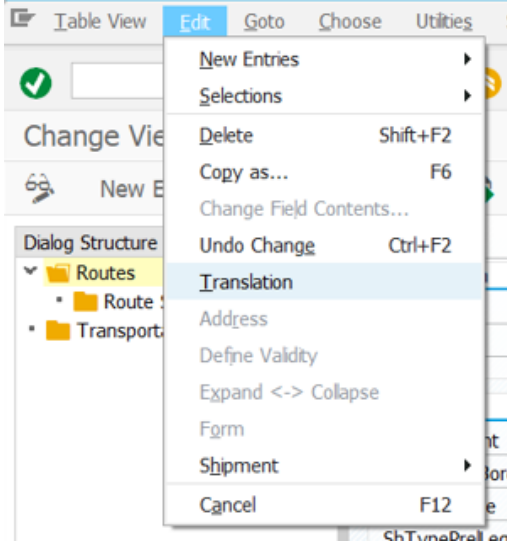 Table View Edit Goto Choose Utilities
New Entries
Selections
Change Vie
Delete Shift+F2
Copy as... F6
New E
Change Field Contents...
Dialog Structure
Undo Change Ctrl+F2
Routes
Translation
Route
Address
Transporta
Define Validity
Expand <-> Collapse
Form
Shipment
Cancel F12
ShTypePrelLeg